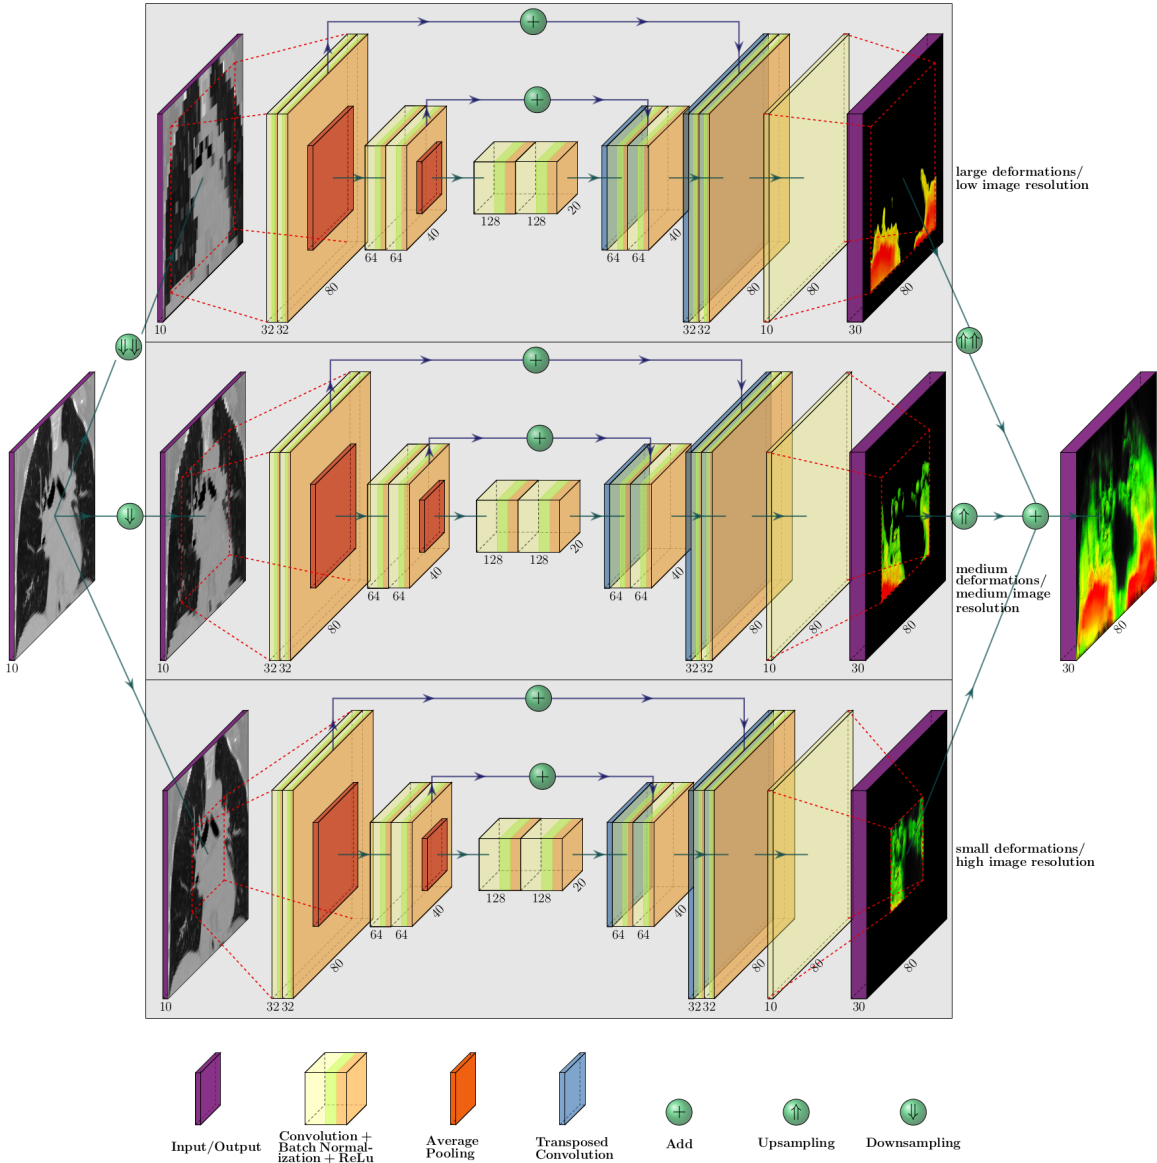 +
+
large deformations/
low image resolution
128 128 20
40
40
64 64
64 64
80
80
80
80
10
32 32
32 32
10
30
⇓⇓
⇑⇑
+
+
128 128 20
40
40
64 64
64 64
⇓
⇑
+
medium
deformations/
medium image
resolution
80
80
80
80
80
10
10
32 32
32 32
10
30
30
+
+
small deformations/
high image resolution
128 128 20
40
40
64 64
64 64
80
80
80
80
10
32 32
32 32
10
30
+
⇑
⇓
Input/Output
Convolution +
Batch Normal-
ization + ReLu
Average
Pooling
Transposed
Convolution
Add
Upsampling
Downsampling